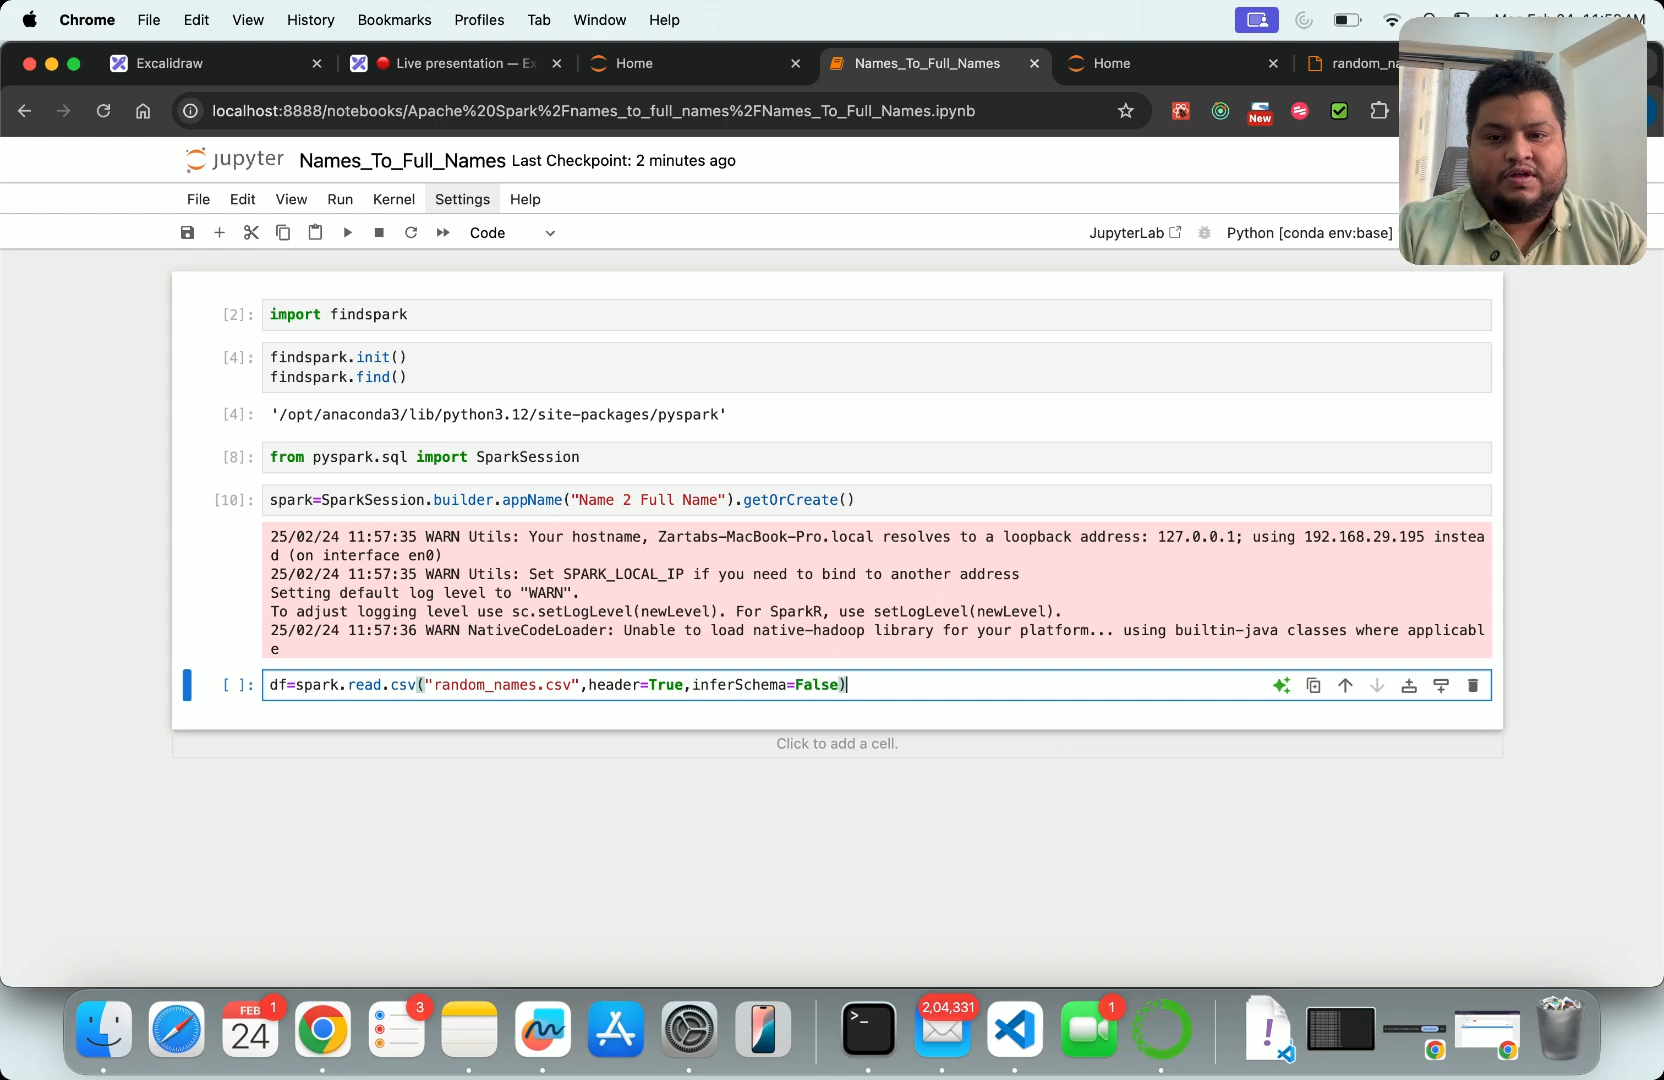 Chrome File Edit View History Bookmarks Profiles Tab Window Help
Excalidraw Live presentation — Ex Home Names_To_Full_Names Home random_na
localhost:8888/notebooks/Apache%20Spark%2Fnames_to_full_names%2FNames_To_Full_Names.ipynb
New
jupyter Names_To_Full_Names Last Checkpoint: 2 minutes ago
File Edit View Run Kernel Settings Help
Code JupyterLab Python [conda env:base]
[2]: import findspark
[4]: findspark.init()
findspark.find()
[4]: '/opt/anaconda3/lib/python3.12/site-packages/pyspark'
[8]: from pyspark.sql import SparkSession
[10]: spark=SparkSession.builder.appName("Name 2 Full Name").getOrCreate()
25/02/24 11:57:35 WARN Utils: Your hostname, Zartabs-MacBook-Pro.local resolves to a loopback address: 127.0.0.1; using 192.168.29.195 instea
d (on interface en0)
25/02/24 11:57:35 WARN Utils: Set SPARK_LOCAL_IP if you need to bind to another address
Setting default log level to "WARN".
To adjust logging level use sc.setLogLevel(newLevel). For SparkR, use setLogLevel(newLevel).
25/02/24 11:57:36 WARN NativeCodeLoader: Unable to load native-hadoop library for your platform... using builtin-java classes where applicabl
e
[ ]: df=spark.read.csv("random_names.csv",header=True,inferSchema=False)
Click to add a cell.
1 3 2,04,331 1
FEB
24